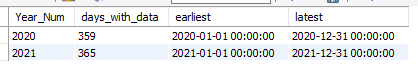 Year_Num days_with_data earliest latest
2020 359 2020-01-01 00:00:00 2020-12-31 00:00:00
2021 365 2021-01-01 00:00:00 2021-12-31 00:00:00